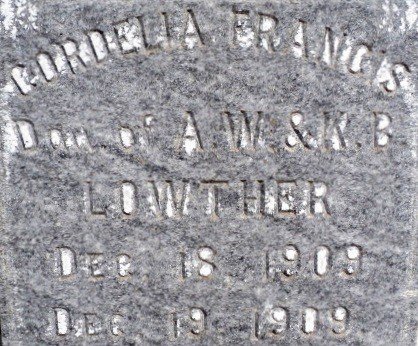 CORDELIA FRANCIS
Dau. of A.W. & K.B.
LOWTHER
DEC. 18 1909
DEC. 19 1909